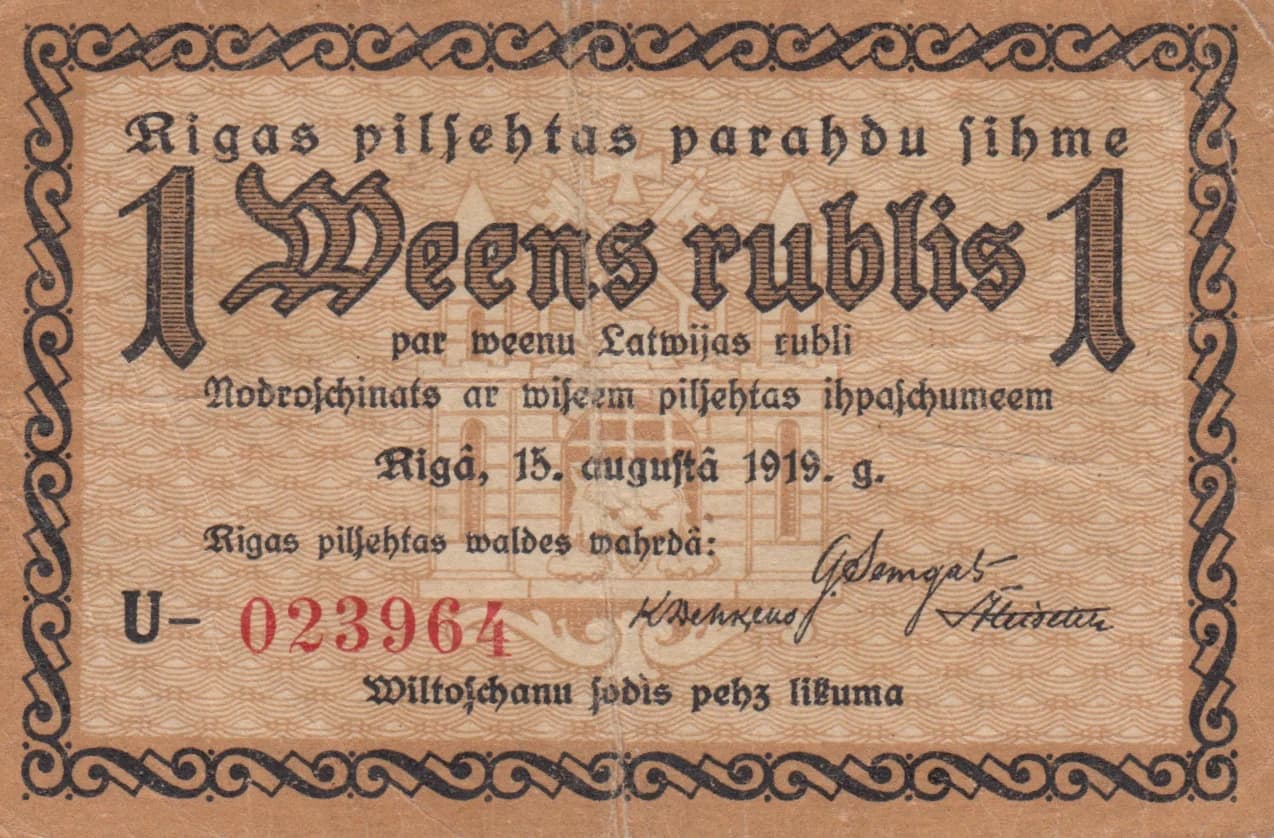 Rigas pilſehtas parahdu ſihme
1 Weens rublis 1
par weenu Latwijas rubli
Nodroſchinats ar wiſeem pilſehtas ihpaſchumeem
Rigâ, 15. auguſtâ 1919. g.
Rigas pilſehtas waldes wahrdâ:
U- 023964
Wiltoſchanu ſodis pehz likuma